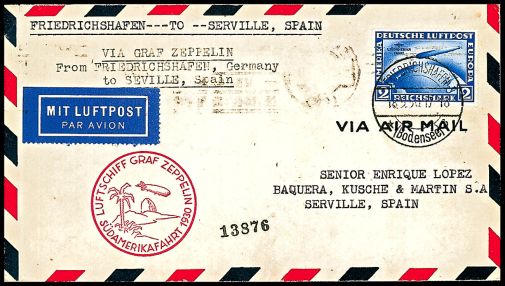 FRIEDRICHSHAFEN---TO --SERVILLE, SPAIN
VIA GRAF ZEPPELIN
From FRIEDRICHSHAFEN, Germany
to SEVILLE, Spain
MIT LUFTPOST
PAR AVION
DEUTSCHE LUFTPOST
AMERIKA
EUROPA
2 REICHSMARK 2
FRIEDRICHSHAFEN
(Bodensee)
VIA AIR MAIL
LUFTSCHIFF GRAF ZEPPELIN
SÜDAMERIKAFAHRT 1930
SENIOR ENRIQUE LOPEZ
BAQUERA, KUSCHE & MARTIN S.A
SERVILLE, SPAIN
13876